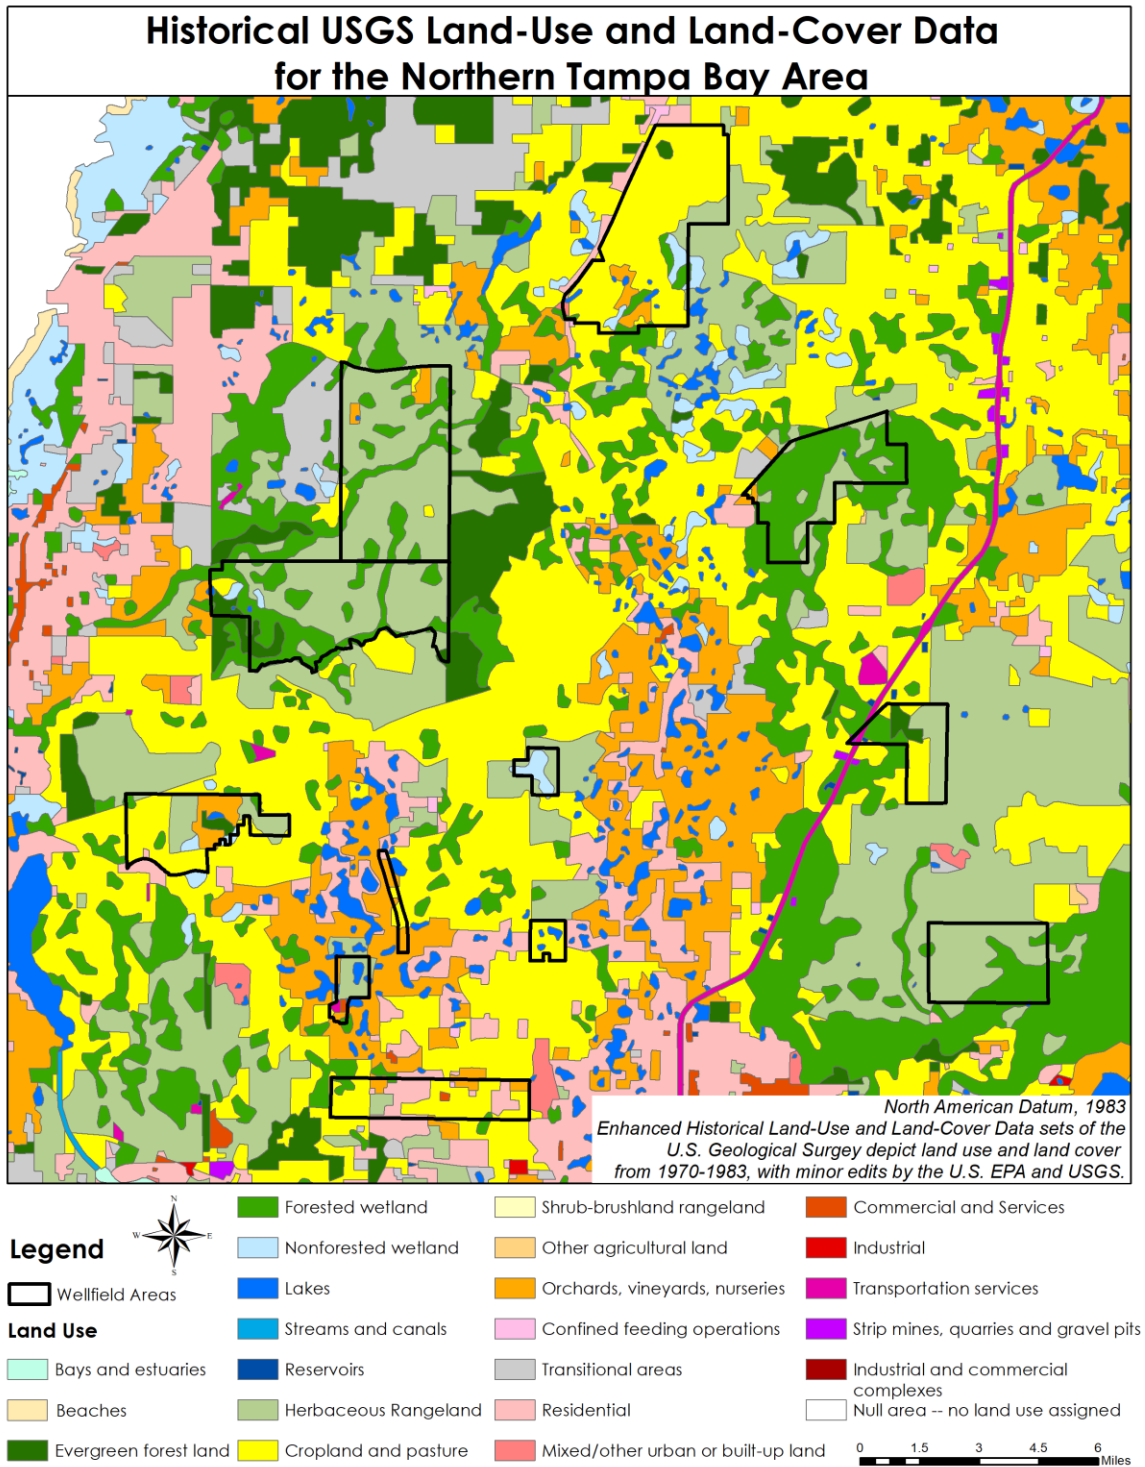 Historical USGS Land-Use and Land-Cover Data
for the Northern Tampa Bay Area
North American Datum, 1983
Enhanced Historical Land-Use and Land-Cover Data sets of the
U.S. Geological Surgey depict land use and land cover
from 1970-1983, with minor edits by the U.S. EPA and USGS.
N
W
E
S
Legend
Wellfield Areas
Land Use
Bays and estuaries
Beaches
Evergreen forest land
Forested wetland
Nonforested wetland
Lakes
Streams and canals
Reservoirs
Herbaceous Rangeland
Cropland and pasture
Shrub-brushland rangeland
Other agricultural land
Orchards, vineyards, nurseries
Confined feeding operations
Transitional areas
Residential
Mixed/other urban or built-up land
Commercial and Services
Industrial
Transportation services
Strip mines, quarries and gravel pits
Industrial and commercial
complexes
Null area -- no land use assigned
0 1.5 3 4.5 6
Miles